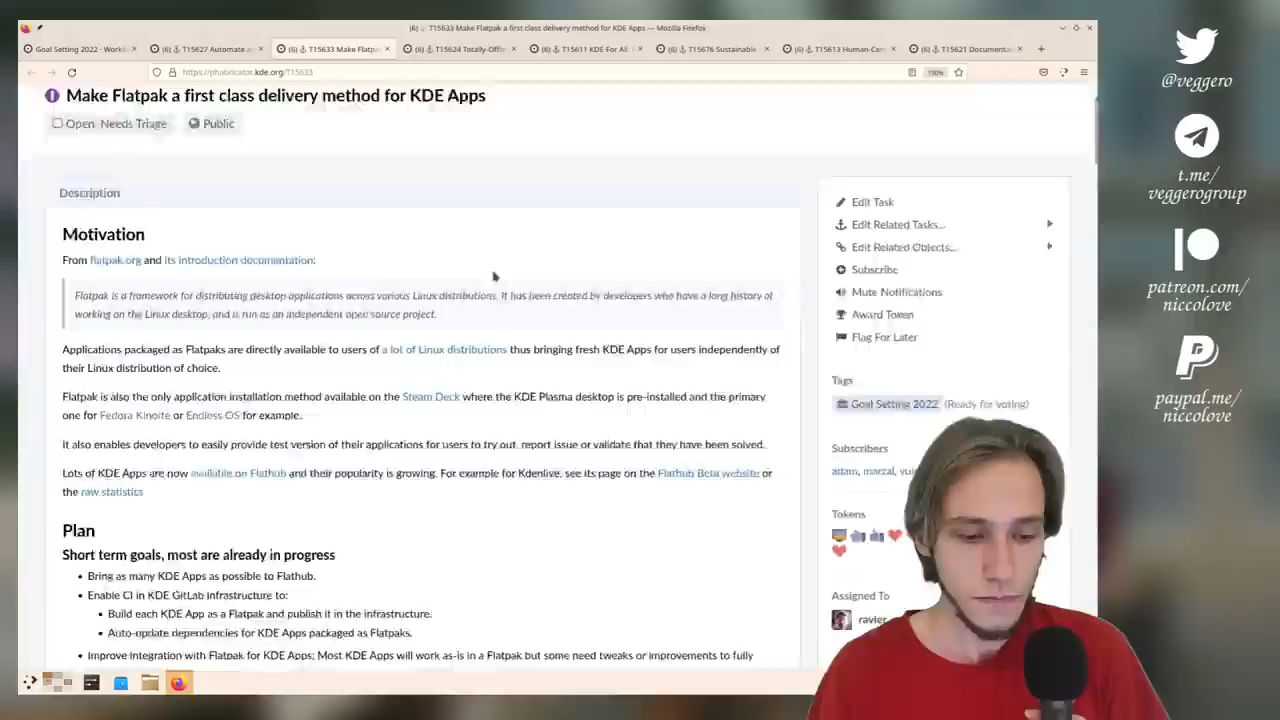 (6) T15633 Make Flatpak a first class delivery method for KDE Apps — Mozilla Firefox
Goal Setting 2022 - Work
(6) T15627 Automate a
(6) T15633 Make Flatp
(6) T15624 Totally-Offli
(6) T15611 KDE For All:
(6) T15676 Sustainable
(6) T15613 Human-Cen
(6) T15621 Documenta
https://phabricator.kde.org/T15633
150%
Make Flatpak a first class delivery method for KDE Apps
Open, Needs Triage
Public
Description
Motivation
From flatpak.org and its introduction documentation:
Flatpak is a framework for distributing desktop applications across various Linux distributions. It has been created by developers who have a long history of
working on the Linux desktop, and is run as an independent open source project.
Applications packaged as Flatpaks are directly available to users of a lot of Linux distributions thus bringing fresh KDE Apps for users independently of
their Linux distribution of choice.
Flatpak is also the only application installation method available on the Steam Deck where the KDE Plasma desktop is pre-installed and the primary
one for Fedora Kinoite or Endless OS for example.
It also enables developers to easily provide test version of their applications for users to try out, report issue or validate that they have been solved.
Lots of KDE Apps are now available on Flathub and their popularity is growing. For example for Kdenlive, see its page on the Flathub Beta website or
the raw statistics
Plan
Short term goals, most are already in progress
• Bring as many KDE Apps as possible to Flathub.
• Enable CI in KDE GitLab infrastructure to:
• Build each KDE App as a Flatpak and publish it in the infrastructure.
• Auto-update dependencies for KDE Apps packaged as Flatpaks.
• Improve integration with Flatpak for KDE Apps; Most KDE Apps will work as-is in a Flatpak but some need tweaks or improvements to fully
Edit Task
Edit Related Tasks...
Edit Related Objects...
Subscribe
Mute Notifications
Award Token
Flag For Later
Tags
Goal Setting 2022 (Ready for voting)
Subscribers
adam, marzal,
Tokens
Assigned To
ravier
@veggero
t.me/
veggerogroup
patreon.com/
niccolove
paypal.me/
niccolove